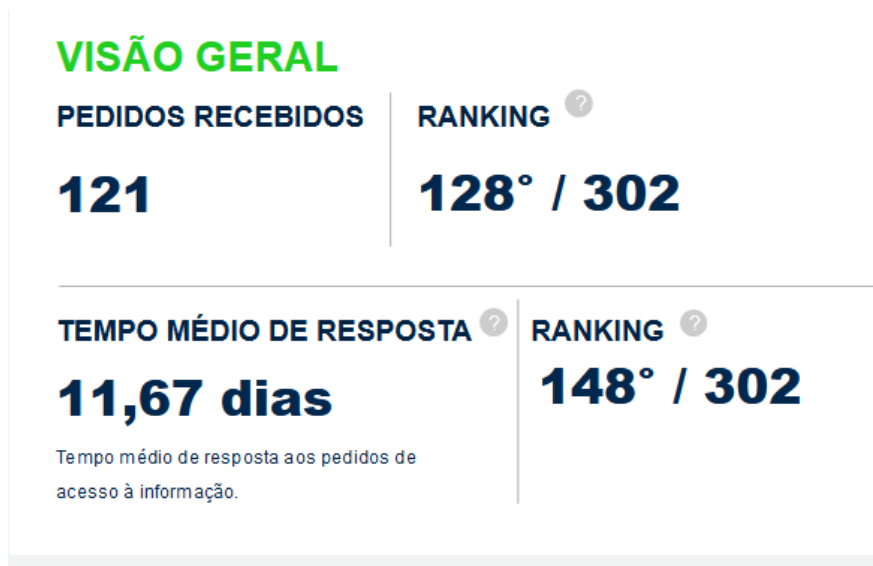 VISÃO GERAL
PEDIDOS RECEBIDOS
121
RANKING ?
128° / 302
TEMPO MÉDIO DE RESPOSTA ?
11,67 dias
Tempo médio de resposta aos pedidos de
acesso à informação.
RANKING ?
148° / 302